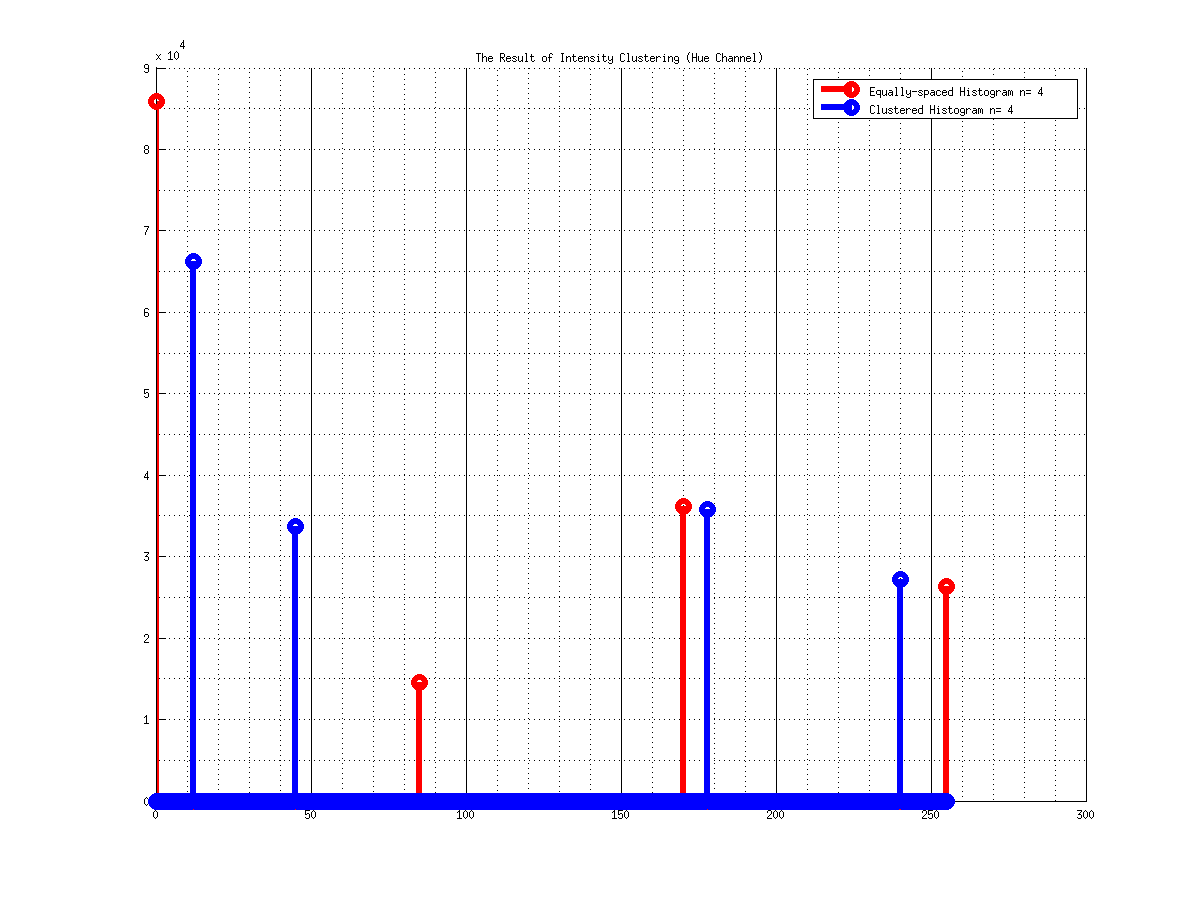 x 10 4
The Result of Intensity Clustering (Hue Channel)
9
Equally-spaced Histogram n= 4
Clustered Histogram n= 4
8
7
6
5
4
3
2
1
0
0 50 100 150 200 250 300